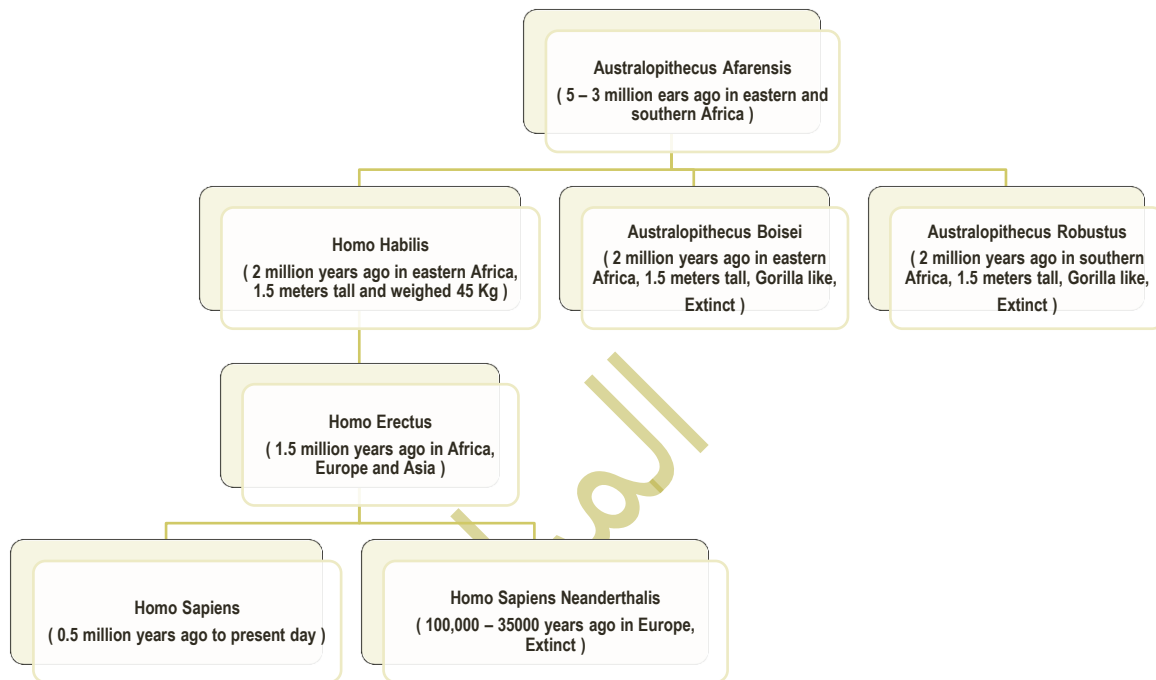 Australopithecus Afarensis
( 5 – 3 million ears ago in eastern and
southern Africa )
Homo Habilis
( 2 million years ago in eastern Africa,
1.5 meters tall and weighed 45 Kg )
Australopithecus Boisei
( 2 million years ago in eastern
Africa, 1.5 meters tall, Gorilla like,
Extinct )
Australopithecus Robustus
( 2 million years ago in southern
Africa, 1.5 meters tall, Gorilla like,
Extinct )
Homo Erectus
( 1.5 million years ago in Africa,
Europe and Asia )
Homo Sapiens
( 0.5 million years ago to present day )
Homo Sapiens Neanderthalis
( 100,000 – 35000 years ago in Europe,
Extinct )